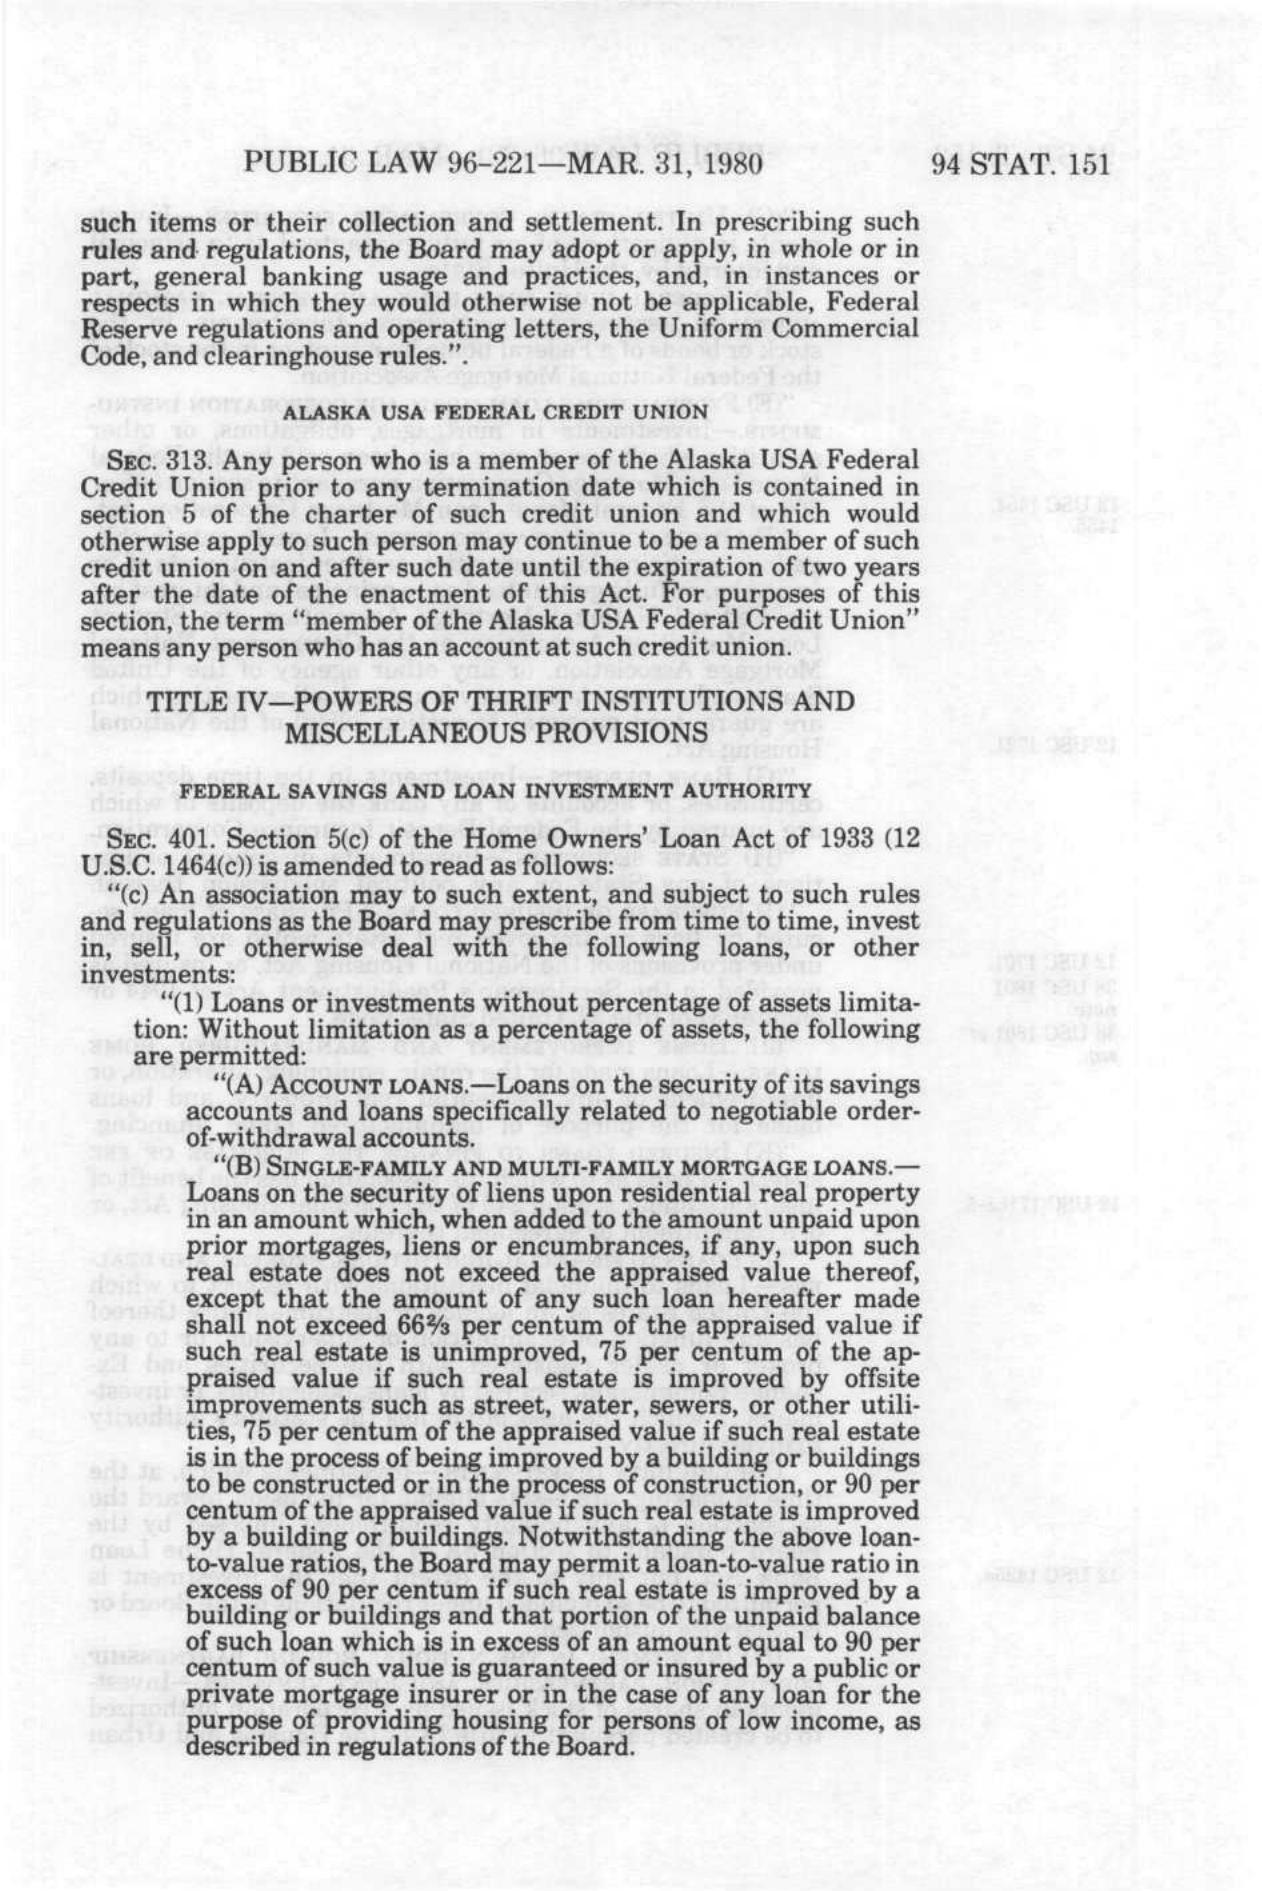 PUBLIC LAW 96-221—MAR. 31, 1980 94 STAT. 151
such items or their collection and settlement. In prescribing such
rules and regulations, the Board may adopt or apply, in whole or in
part, general banking usage and practices, and, in instances or
respects in which they would otherwise not be applicable, Federal
Reserve regulations and operating letters, the Uniform Commercial
Code, and clearinghouse rules.".
ALASKA USA FEDERAL CREDIT UNION
SEC. 313. Any person who is a member of the Alaska USA Federal
Credit Union prior to any termination date which is contained in
section 5 of the charter of such credit union and which would
otherwise apply to such person may continue to be a member of such
credit union on and after such date until the expiration of two years
after the date of the enactment of this Act. For purposes of this
section, the term "member of the Alaska USA Federal Credit Union"
means any person who has an account at such credit union.
TITLE IV—POWERS OF THRIFT INSTITUTIONS AND
MISCELLANEOUS PROVISIONS
FEDERAL SAVINGS AND LOAN INVESTMENT AUTHORITY
SEC. 401. Section 5(c) of the Home Owners' Loan Act of 1933 (12
U.S.C. 1464(c)) is amended to read as follows:
"(c) An association may to such extent, and subject to such rules
and regulations as the Board may prescribe from time to time, invest
in, sell, or otherwise deal with the following loans, or other
investments:
"(1) Loans or investments without percentage of assets limita-
tion: Without limitation as a percentage of assets, the following
are permitted:
"(A) ACCOUNT LOANS.—Loans on the security of its savings
accounts and loans specifically related to negotiable order-
of-withdrawal accounts.
"(B) SINGLE-FAMILY AND MULTI-FAMILY MORTGAGE LOANS.—
Loans on the security of liens upon residential real property
in an amount which, when added to the amount unpaid upon
prior mortgages, liens or encumbrances, if any, upon such
real estate does not exceed the appraised value thereof,
except that the amount of any such loan hereafter made
shall not exceed 66⅔ per centum of the appraised value if
such real estate is unimproved, 75 per centum of the ap-
praised value if such real estate is improved by offsite
improvements such as street, water, sewers, or other utili-
ties, 75 per centum of the appraised value if such real estate
is in the process of being improved by a building or buildings
to be constructed or in the process of construction, or 90 per
centum of the appraised value if such real estate is improved
by a building or buildings. Notwithstanding the above loan-
to-value ratios, the Board may permit a loan-to-value ratio in
excess of 90 per centum if such real estate is improved by a
building or buildings and that portion of the unpaid balance
of such loan which is in excess of an amount equal to 90 per
centum of such value is guaranteed or insured by a public or
private mortgage insurer or in the case of any loan for the
purpose of providing housing for persons of low income, as
described in regulations of the Board.